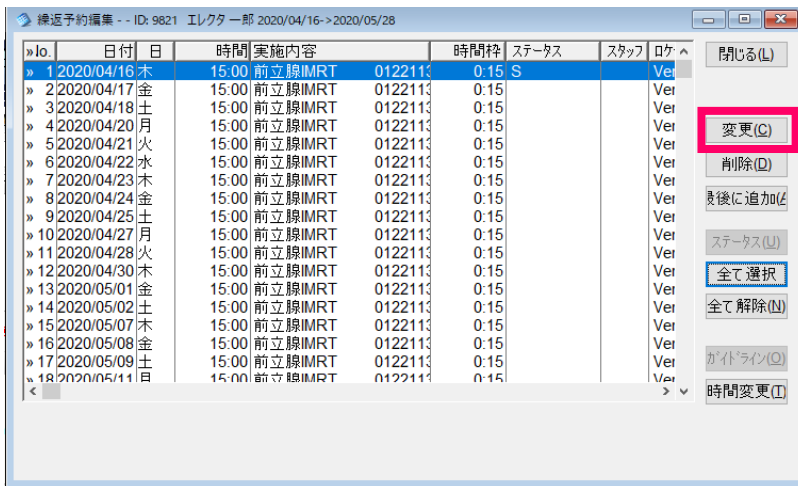 繰返予約編集 - - ID: 9821 エレクタ 一郎 2020/04/16->2020/05/28
»lo. 日付 日 時間 実施内容 時間枠 ステータス スタッフ ロケ
» 1 2020/04/16 木 15:00 前立腺IMRT 0122113 0:15 S Ver
» 2 2020/04/17 金 15:00 前立腺IMRT 0122113 0:15 Ver
» 3 2020/04/18 土 15:00 前立腺IMRT 0122113 0:15 Ver
» 4 2020/04/20 月 15:00 前立腺IMRT 0122113 0:15 Ver
» 5 2020/04/21 火 15:00 前立腺IMRT 0122113 0:15 Ver
» 6 2020/04/22 水 15:00 前立腺IMRT 0122113 0:15 Ver
» 7 2020/04/23 木 15:00 前立腺IMRT 0122113 0:15 Ver
» 8 2020/04/24 金 15:00 前立腺IMRT 0122113 0:15 Ver
» 9 2020/04/25 土 15:00 前立腺IMRT 0122113 0:15 Ver
» 10 2020/04/27 月 15:00 前立腺IMRT 0122113 0:15 Ver
» 11 2020/04/28 火 15:00 前立腺IMRT 0122113 0:15 Ver
» 12 2020/04/30 木 15:00 前立腺IMRT 0122113 0:15 Ver
» 13 2020/05/01 金 15:00 前立腺IMRT 0122113 0:15 Ver
» 14 2020/05/02 土 15:00 前立腺IMRT 0122113 0:15 Ver
» 15 2020/05/07 木 15:00 前立腺IMRT 0122113 0:15 Ver
» 16 2020/05/08 金 15:00 前立腺IMRT 0122113 0:15 Ver
» 17 2020/05/09 土 15:00 前立腺IMRT 0122113 0:15 Ver
» 18 2020/05/11 月 15:00 前立腺IMRT 0122113 0:15 Ver
閉じる(L)
変更(C)
削除(D)
最後に追加(A
ステータス(U)
全て選択
全て解除(N)
ガイドライン(O)
時間変更(T)